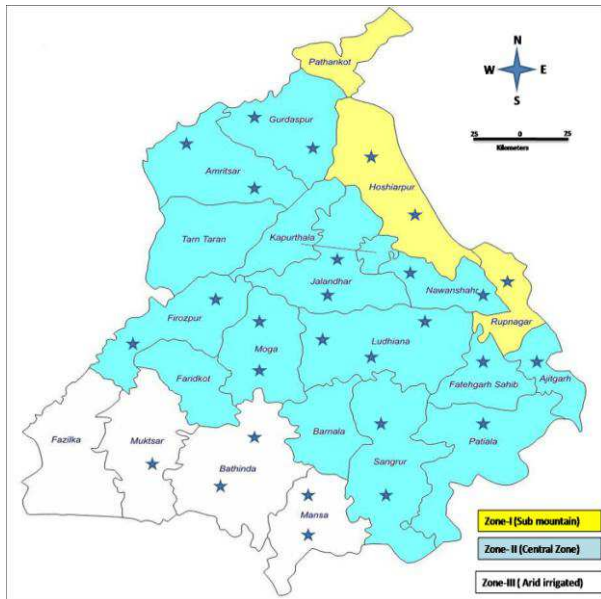 Pathankot
N
W E
S
Gurdaspur
25 0 25
Kilometers
Amritsar
Hoshiarpur
Tarn Taran
Kapurthala
Jalandhar
Nawanshahr
Firozpur
Rupnagar
Moga
Ludhiana
Faridkot
Fatehgarh Sahib
Ajitgarh
Fazilka
Muktsar
Barnala
Patiala
Bathinda
Sangrur
Mansa
Zone-I (Sub mountain)
Zone- II (Central Zone)
Zone-III ( Arid irrigated)